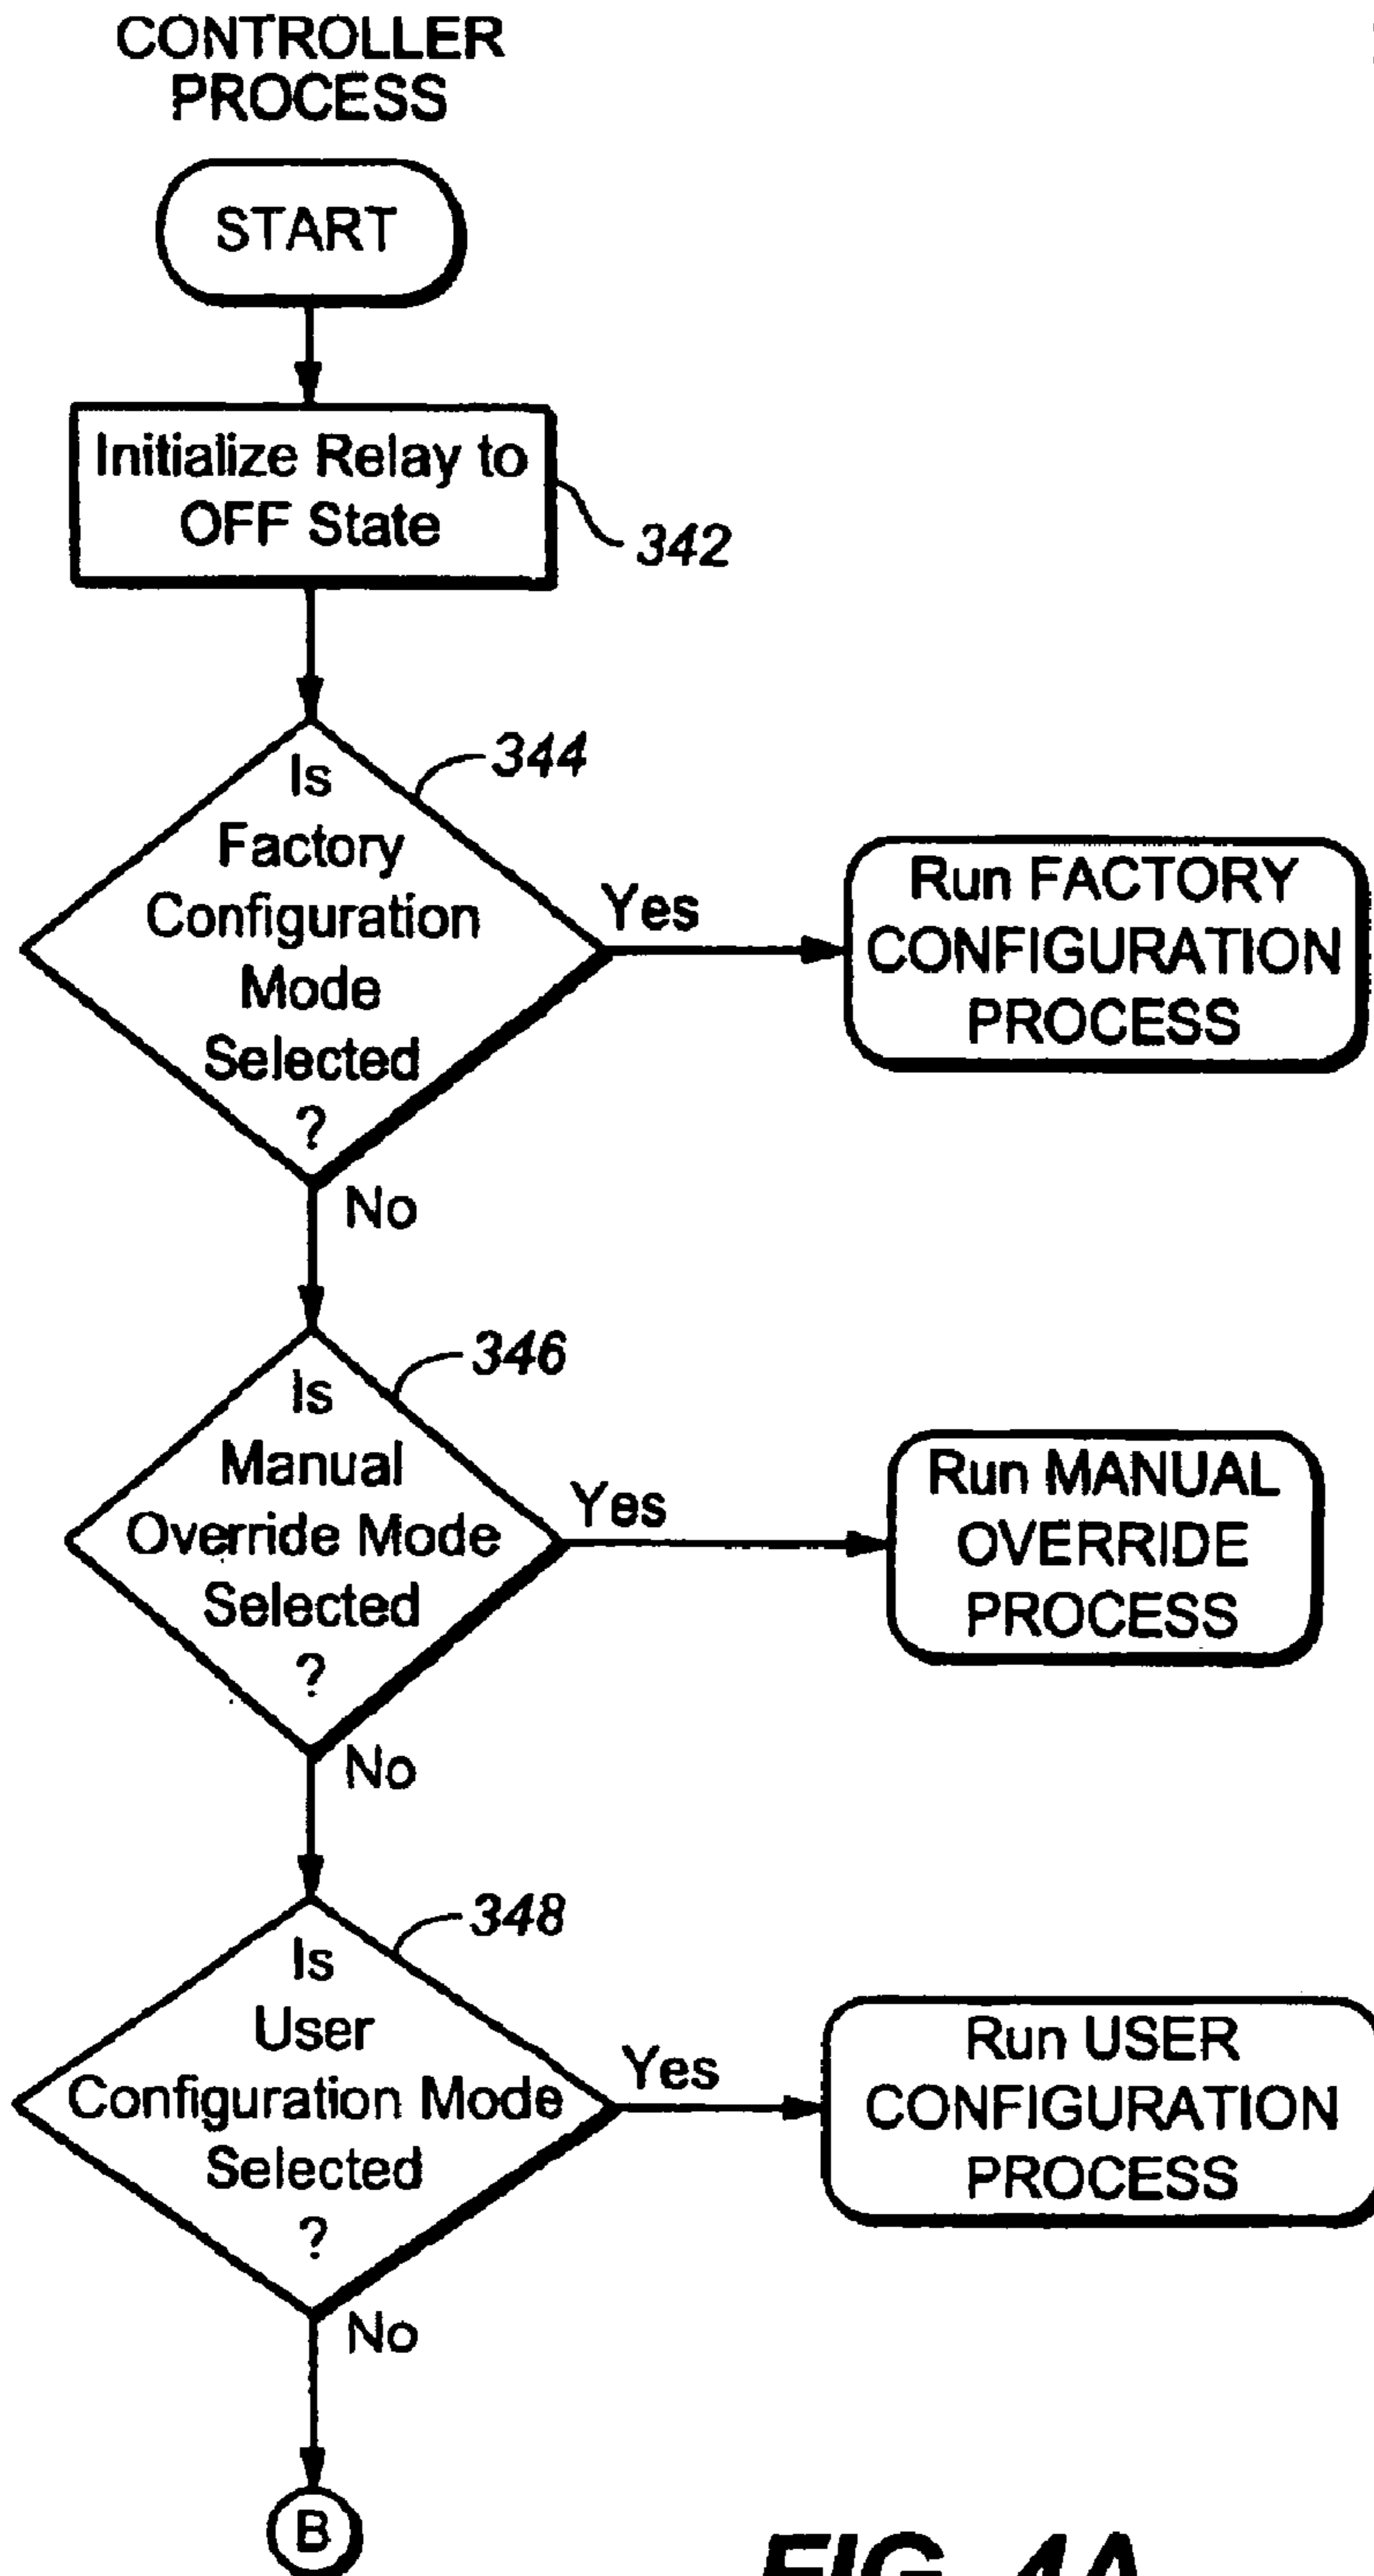 CONTROLLER
PROCESS
START
Initialize Relay to
OFF State
342
344
Is
Factory
Configuration
Mode
Selected
?
Yes
Run FACTORY
CONFIGURATION
PROCESS
No
346
Is
Manual
Override Mode
Selected
?
Yes
Run MANUAL
OVERRIDE
PROCESS
No
348
Is
User
Configuration Mode
Selected
?
Yes
Run USER
CONFIGURATION
PROCESS
No
B
FIG. 4A